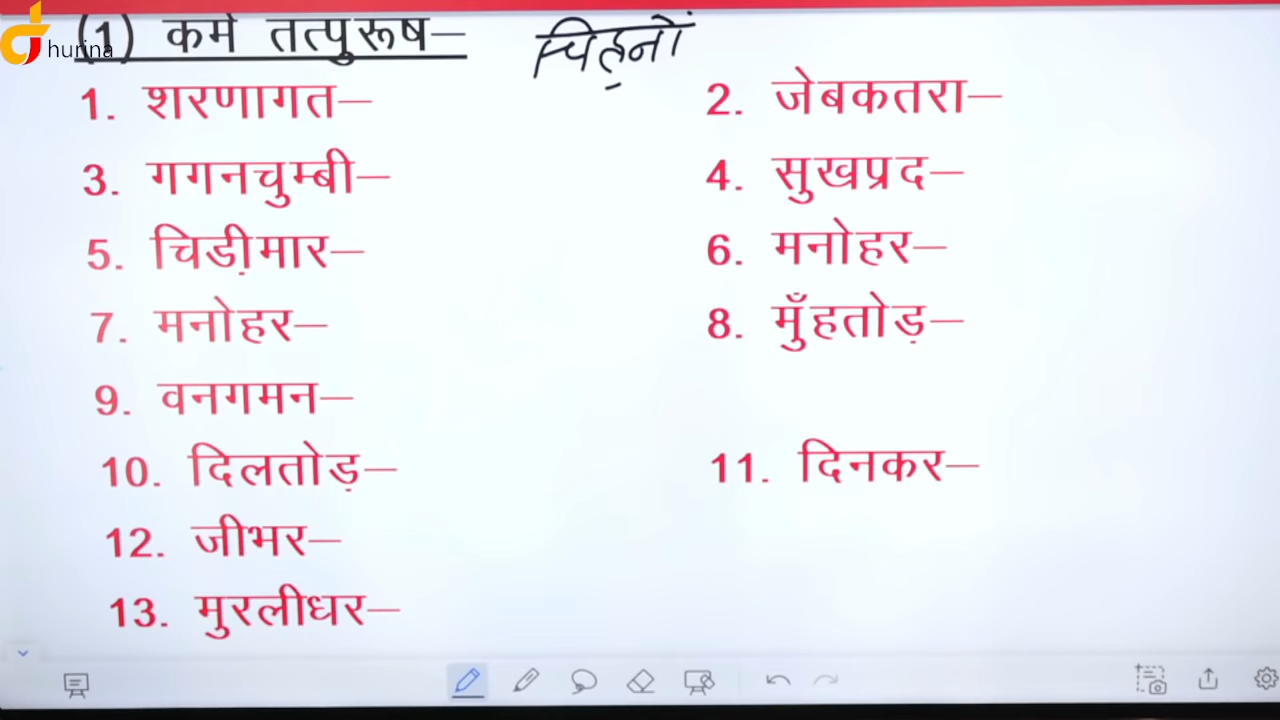 hurina
(1) कर्म तत्पुरूष– चिह्नों
1. शरणागत– 2. जेबकतरा–
3. गगनचुम्बी– 4. सुखप्रद–
5. चिडी़मार– 6. मनोहर–
7. मनोहर– 8. मुँहतोड़–
9. वनगमन–
10. दिलतोड़– 11. दिनकर–
12. जीभर–
13. मुरलीधर–